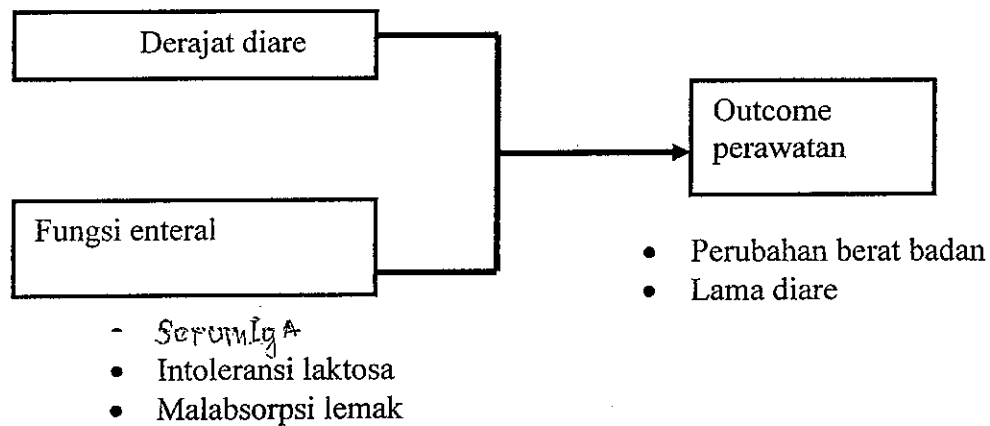 Derajat diare
Outcome
perawatan
Fungsi enteral
• Perubahan berat badan
• Lama diare
- Serum IgA
• Intoleransi laktosa
• Malabsorpsi lemak